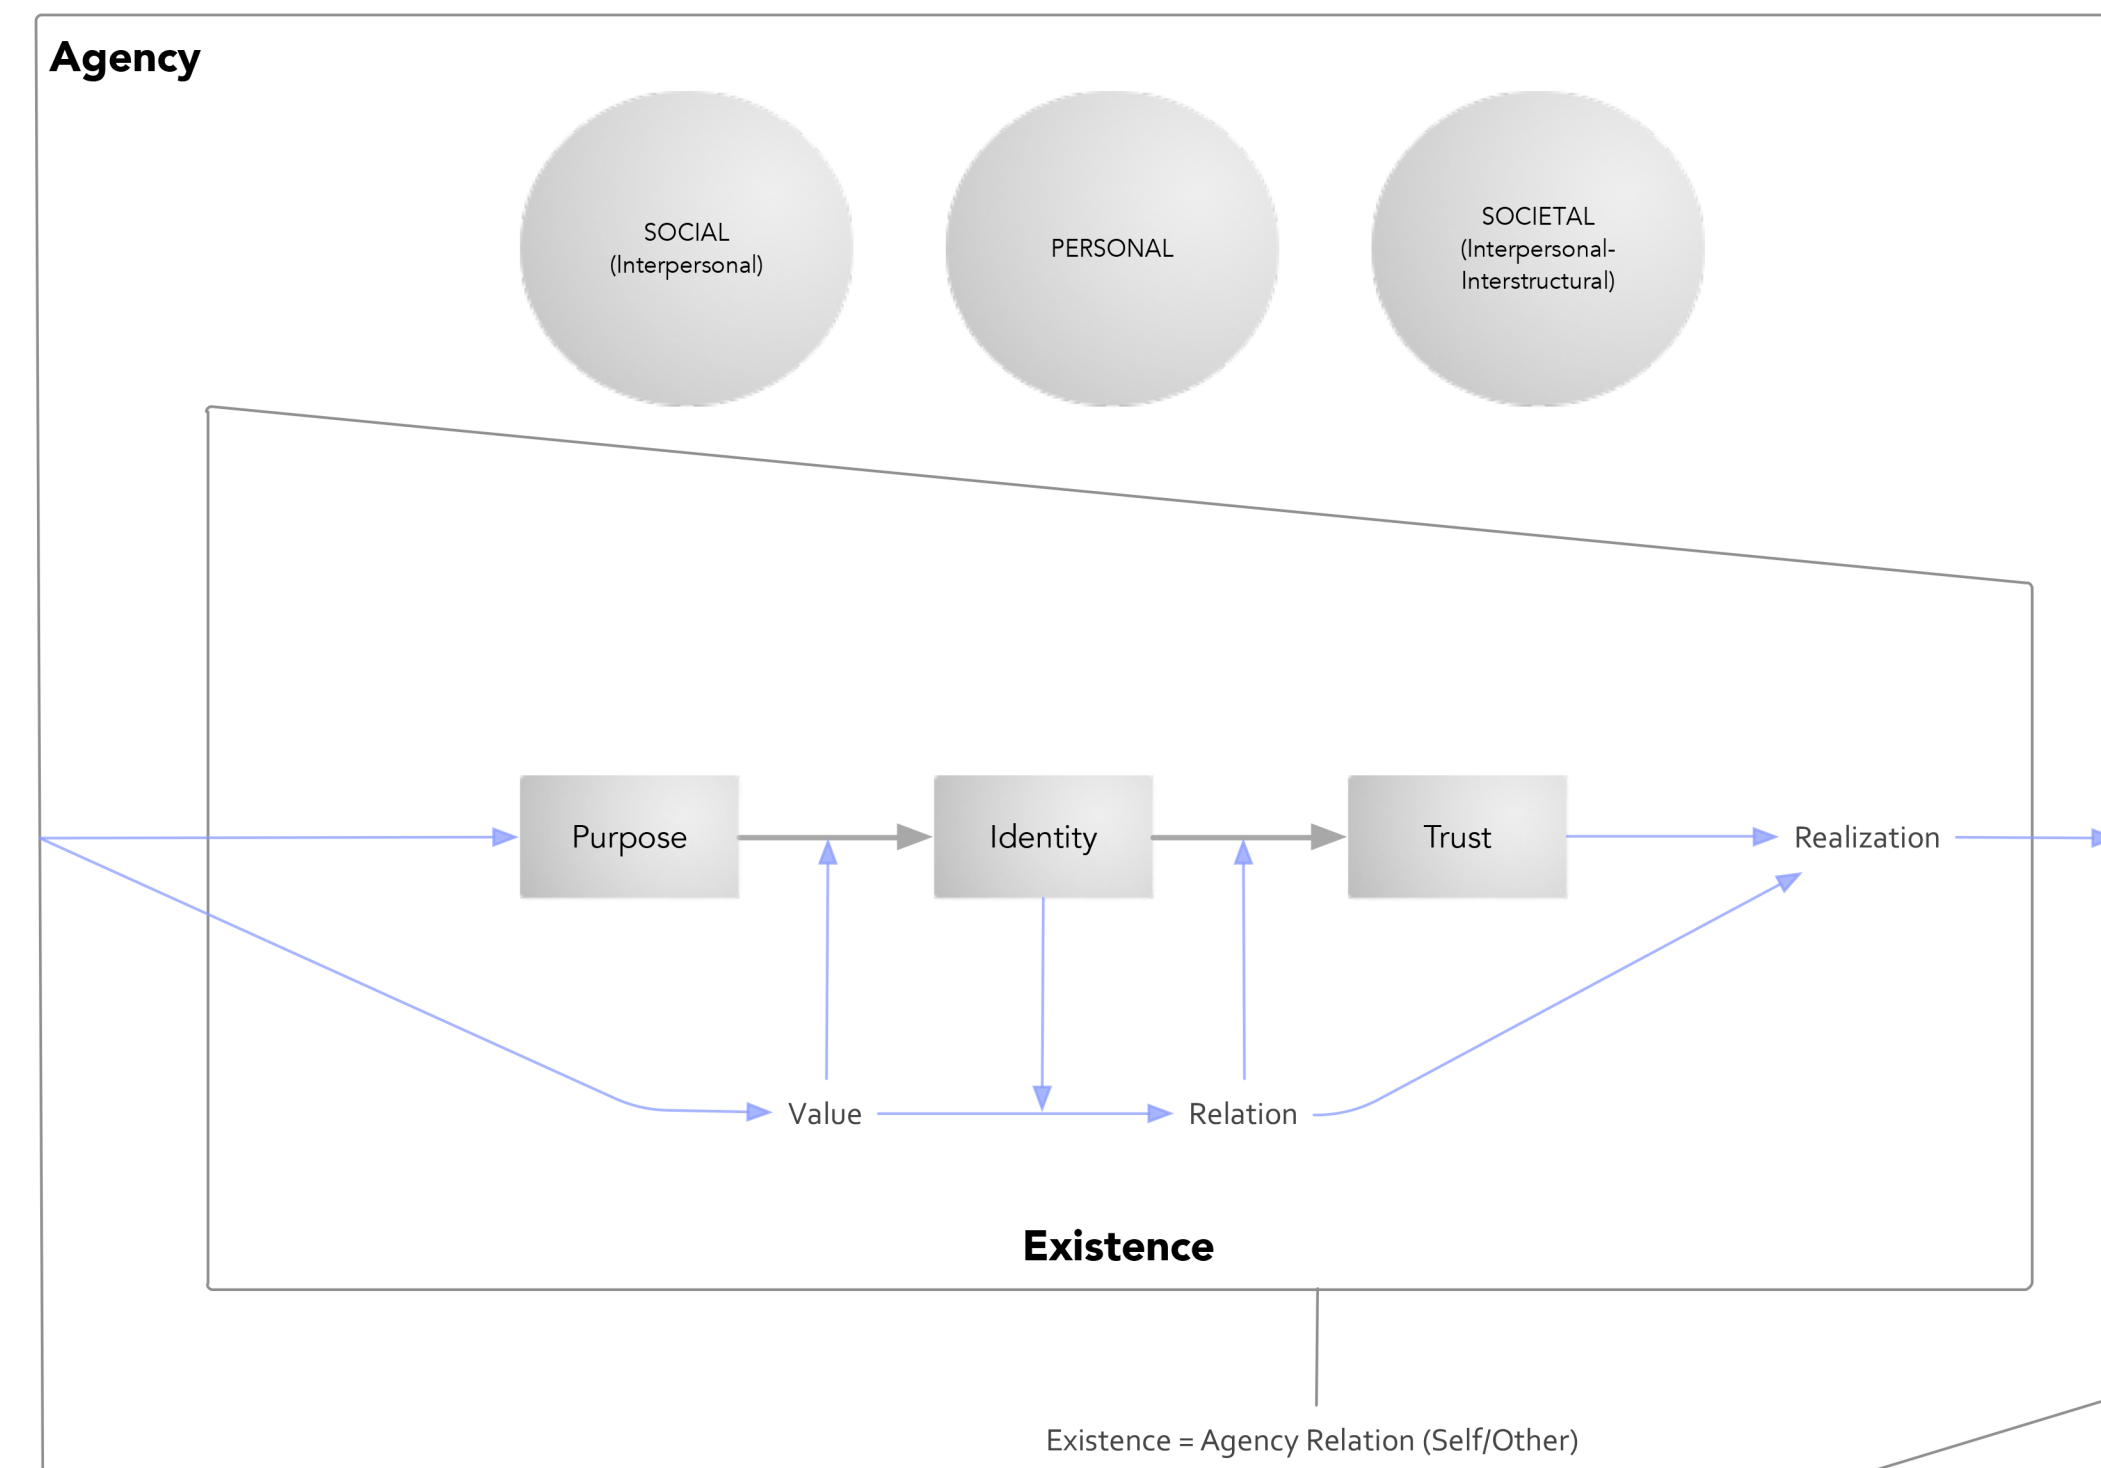 Agency
SOCIAL
(Interpersonal)
PERSONAL
SOCIETAL
(Interpersonal-
Interstructural)
Purpose
Identity
Trust
Realization
Value
Relation
Existence
Existence = Agency Relation (Self/Other)